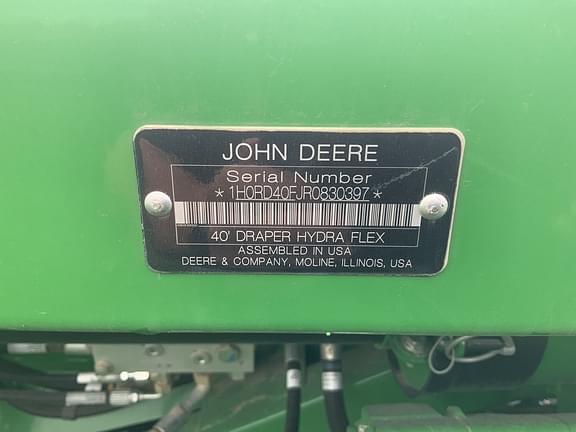 JOHN DEERE
Serial Number
*1H0RD40FJR0830397*
40' DRAPER HYDRA FLEX
ASSEMBLED IN USA
DEERE & COMPANY, MOLINE, ILLINOIS, USA